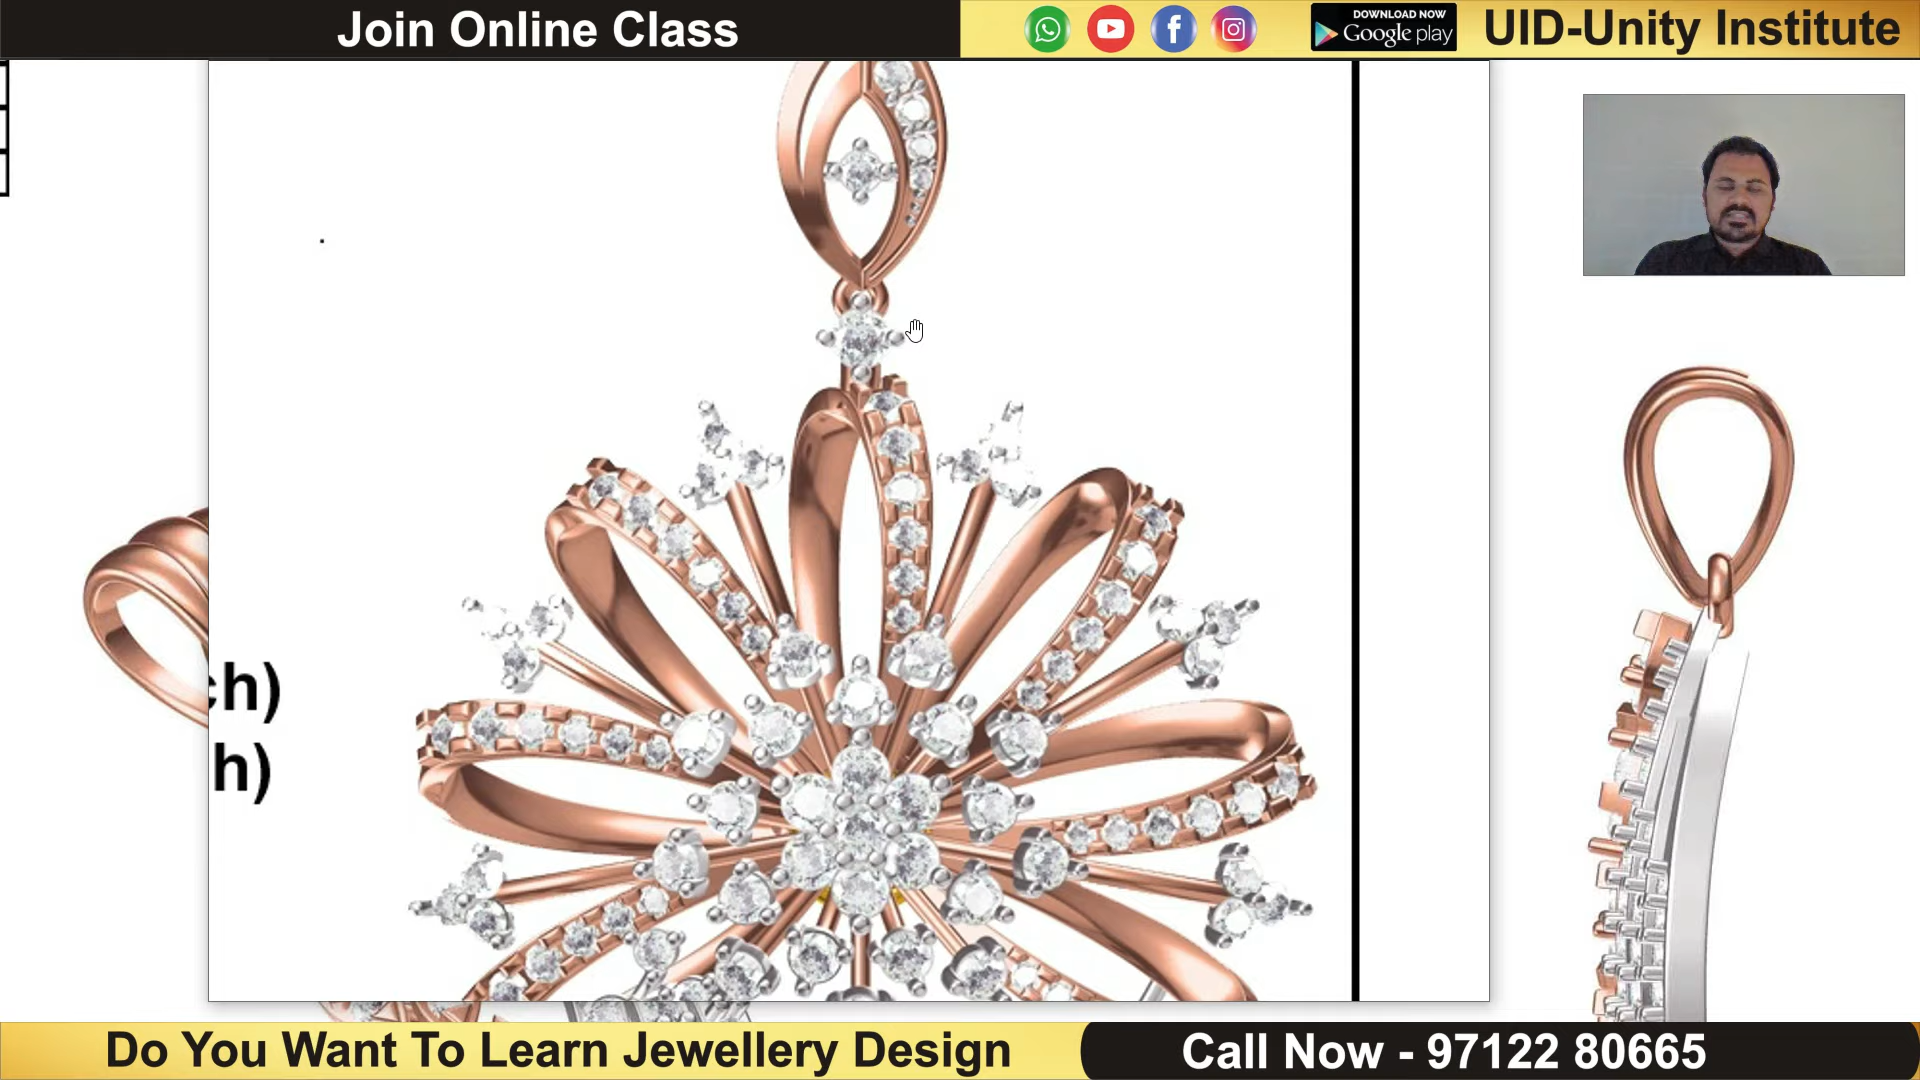 Join Online Class
DOWNLOAD NOW
Google play
UID-Unity Institute
ch)
h)
Do You Want To Learn Jewellery Design
Call Now - 97122 80665